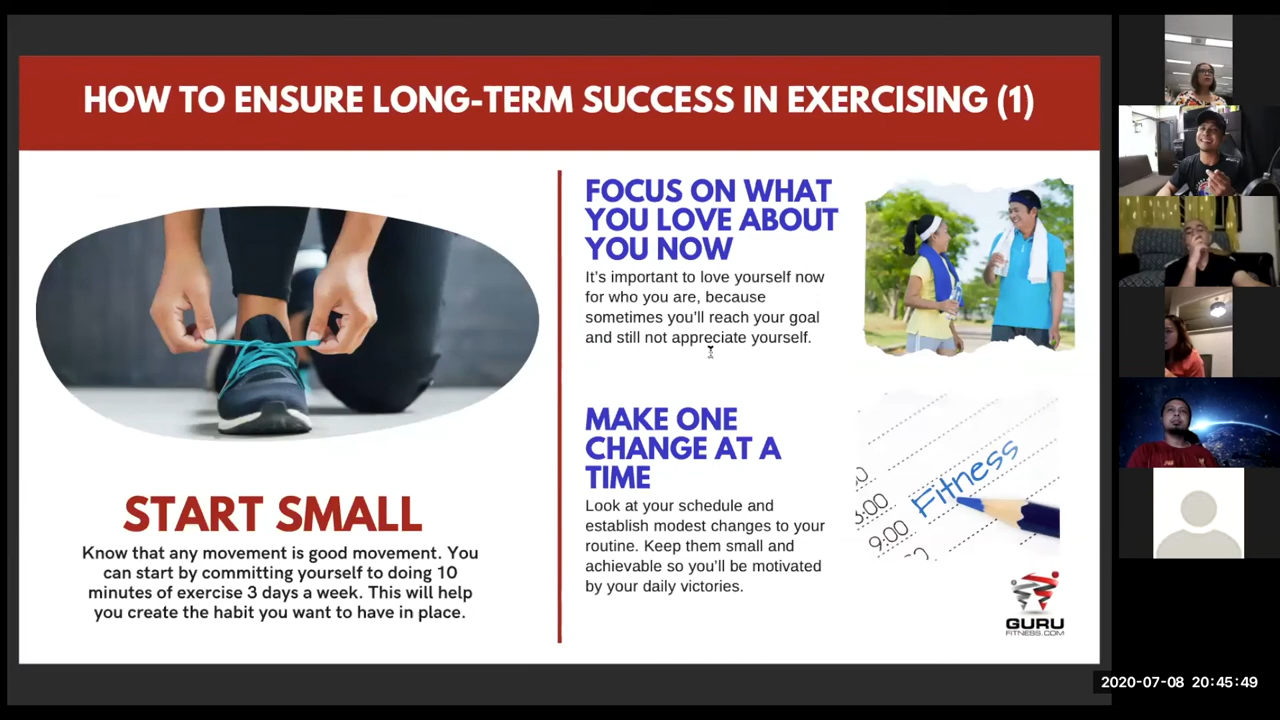 HOW TO ENSURE LONG-TERM SUCCESS IN EXERCISING (1)
START SMALL
Know that any movement is good movement. You
can start by committing yourself to doing 10
minutes of exercise 3 days a week. This will help
you create the habit you want to have in place.
FOCUS ON WHAT
YOU LOVE ABOUT
YOU NOW
It's important to love yourself now
for who you are, because
sometimes you'll reach your goal
and still not appreciate yourself.
MAKE ONE
CHANGE AT A
TIME
Look at your schedule and
establish modest changes to your
routine. Keep them small and
achievable so you'll be motivated
by your daily victories.
Fitness
9:00
GURU
FITNESS.COM
2020-07-08 20:45:49